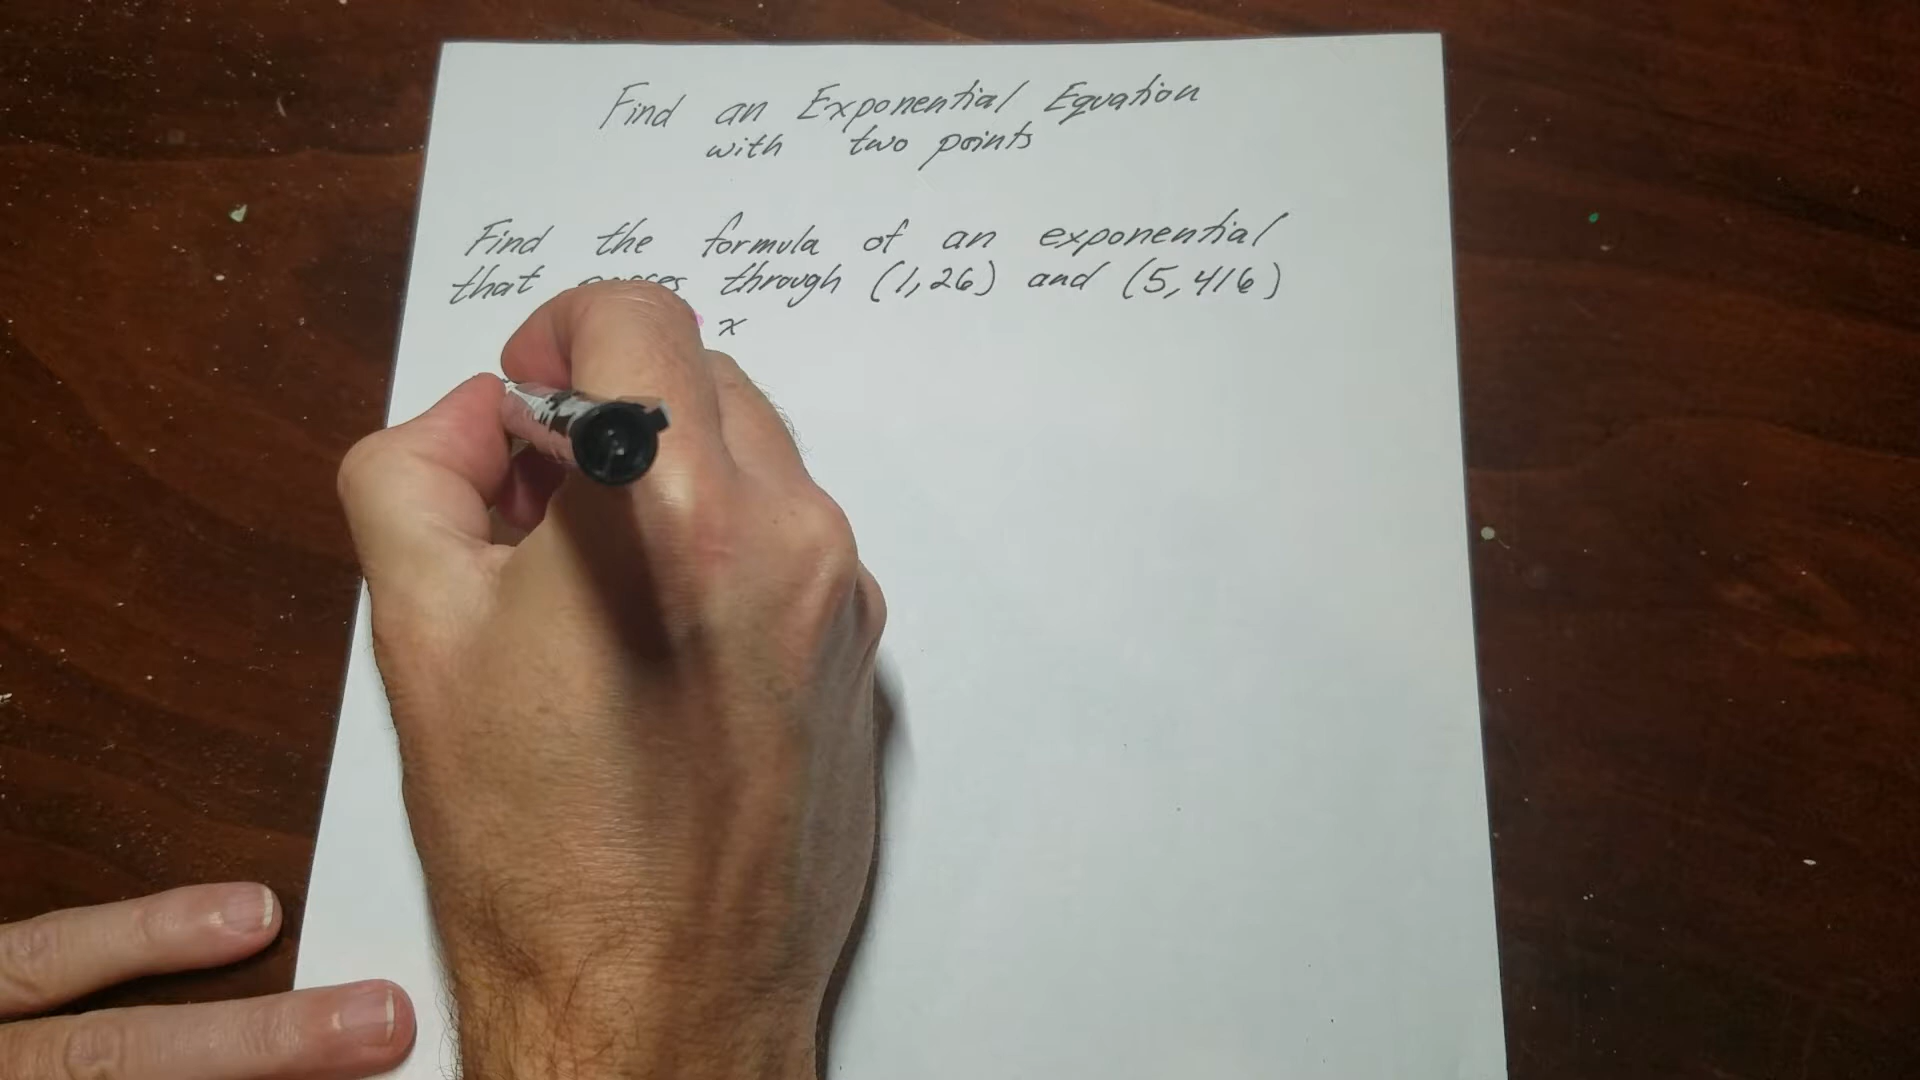 Find an Exponential Equation
with two points
Find the formula of an exponential
that passes through (1,26) and (5,416)
x